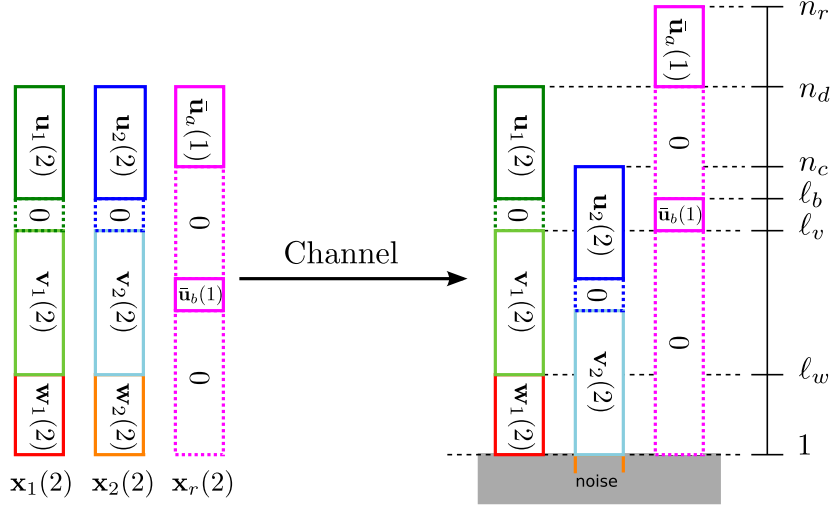 𝐮₁(2)
0
𝐯₁(2)
𝐰₁(2)
𝐱₁(2)
𝐮₂(2)
0
𝐯₂(2)
𝐰₂(2)
𝐱₂(2)
𝐮̄ₐ(1)
0
𝐮̄_b(1)
0
𝐱ᵣ(2)
Channel
𝐮₁(2)
0
𝐯₁(2)
𝐰₁(2)
𝐮₂(2)
0
𝐯₂(2)
noise
𝐮̄ₐ(1)
0
𝐮̄_b(1)
0
n_r
n_d
n_c
ℓ_b
ℓ_v
ℓ_w
1